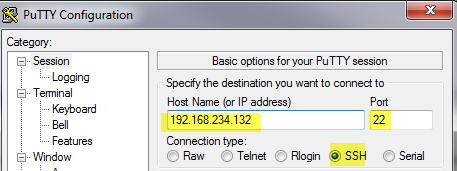 PuTTY Configuration
Category:
Session
Logging
Terminal
Keyboard
Bell
Features
Window
Basic options for your PuTTY session
Specify the destination you want to connect to
Host Name (or IP address) Port
192.168.234.132 22
Connection type:
Raw Telnet Rlogin SSH Serial